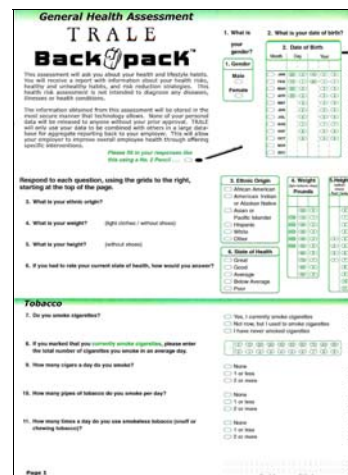 General Health Assessment
TRALE
BackpacK™
This assessment will ask you about your health and lifestyle habits.
You will receive a report with information about your health risks,
healthy and unhealthy habits, and risk reduction strategies. This
health risk assessment is not intended to diagnose any diseases,
illnesses or health conditions.
The information obtained from this assessment will be stored in the
most secure manner that technology allows. None of your personal
data will be released to anyone without your prior approval. TRALE
will only use your data to be combined with others in a large data-
base for aggregate reporting back to your employer. This will allow
your employer to improve overall employee health through offering
specific interventions.
Please fill in your responses like
this using a No. 2 Pencil . . .
1. What is
your
gender?
1. Gender
Male
Female
2. What is your date of birth?
2. Date of Birth
Month Day Year
JAN
FEB
MAR
APR
MAY
JUN
JUL
AUG
SEP
OCT
NOV
DEC
Respond to each question, using the grids to the right,
starting at the top of the page.
3. What is your ethnic origin?
4. What is your weight? (light clothes / without shoes)
5. What is your height? (without shoes)
6. If you had to rate your current state of health, how would you answer?
3. Ethnic Origin
African American
American Indian
or Alaskan Native
Asian or
Pacific Islander
Hispanic
White
Other
4. Weight
Pounds
5. Height
6. State of Health
Great
Good
Average
Below Average
Poor
Tobacco
7. Do you smoke cigarettes?
Yes, I currently smoke cigarettes
Not now, but I used to smoke cigarettes
I have never smoked cigarettes
8. If you marked that you currently smoke cigarettes, please enter
the total number of cigarettes you smoke in an average day.
9. How many cigars a day do you smoke?
None
1 or less
2 or more
10. How many pipes of tobacco do you smoke per day?
None
1 or less
2 or more
11. How many times a day do you use smokeless tobacco (snuff or
chewing tobacco)?
None
1 or less
2 or more
Page 1